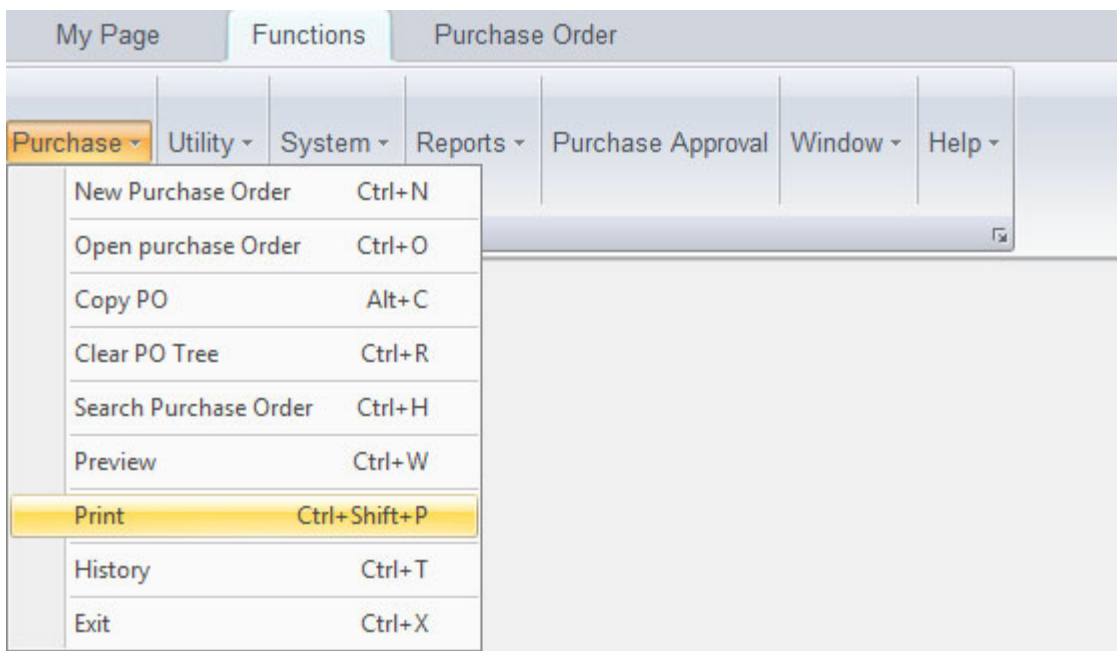 My Page Functions Purchase Order
Purchase Utility System Reports Purchase Approval Window Help
New Purchase Order Ctrl+N
Open purchase Order Ctrl+O
Copy PO Alt+C
Clear PO Tree Ctrl+R
Search Purchase Order Ctrl+H
Preview Ctrl+W
Print Ctrl+Shift+P
History Ctrl+T
Exit Ctrl+X